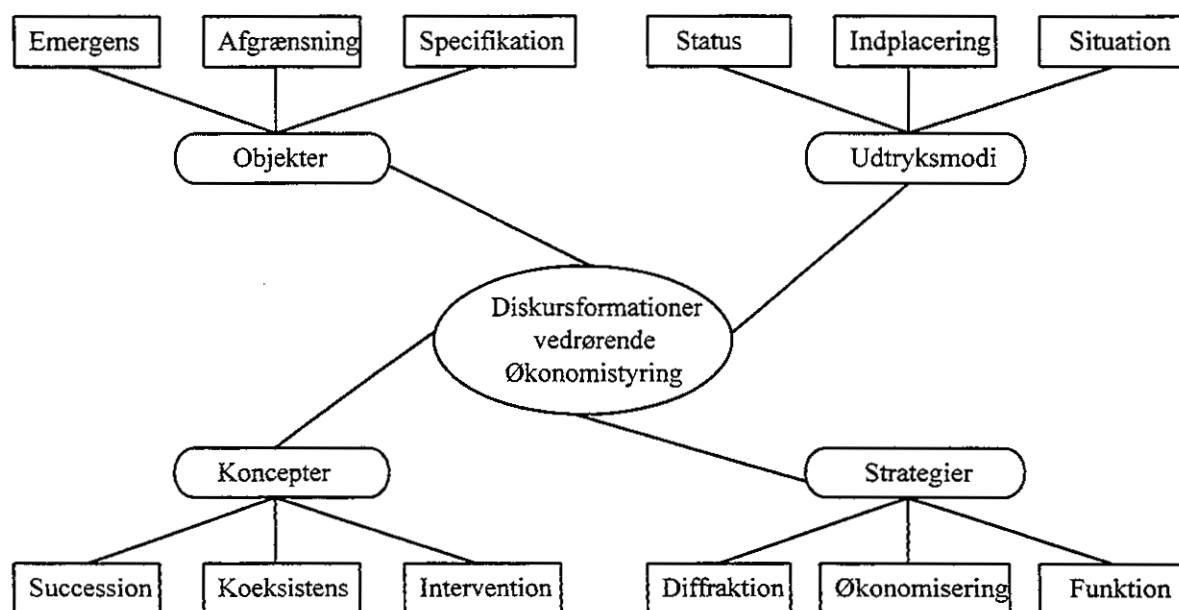 Emergens Afgrænsning Specifikation Status Indplacering Situation
Objekter Udtryksmodi
Diskursformationer
vedrørende
Økonomistyring
Koncepter Strategier
Succession Koeksistens Intervention Diffraktion Økonomisering Funktion